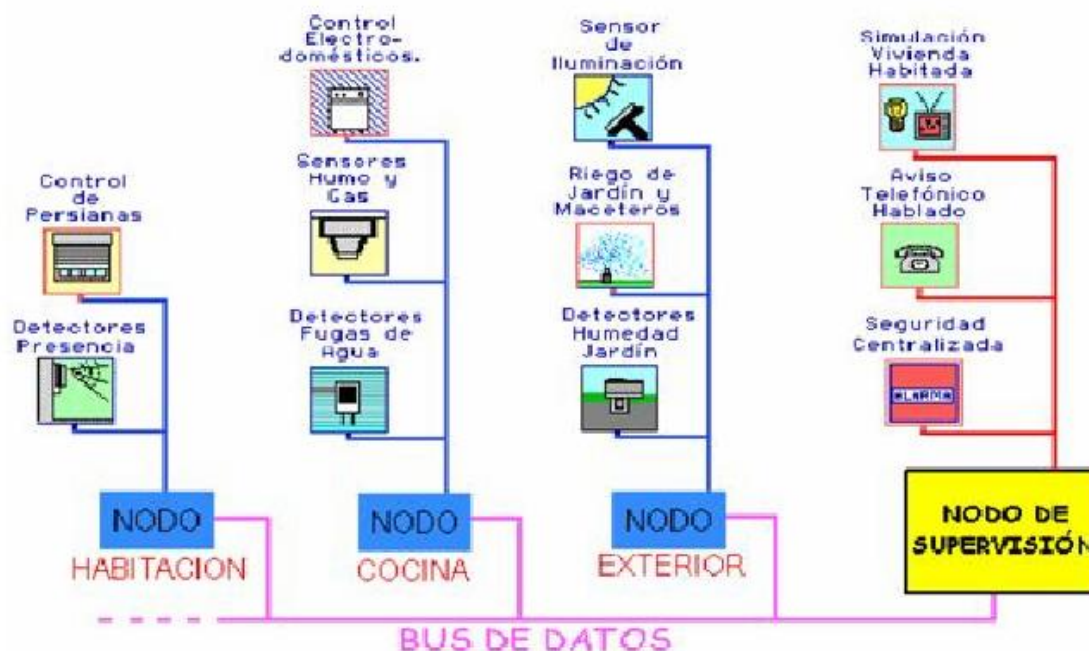 Control
de
Persianas
Detectores
Presencia
NODO
HABITACION
Control
Electro-
domésticos.
Sensores
Humo y
Gas
Detectores
Fugas de
Agua
NODO
COCINA
Sensor
de
Iluminación
Riego de
Jardín y
Maceteros
Detectores
Humedad
Jardín
NODO
EXTERIOR
Simulación
Vivienda
Habitada
Aviso
Telefónico
Hablado
Seguridad
Centralizada
ALARMA
NODO DE
SUPERVISIÓN
BUS DE DATOS